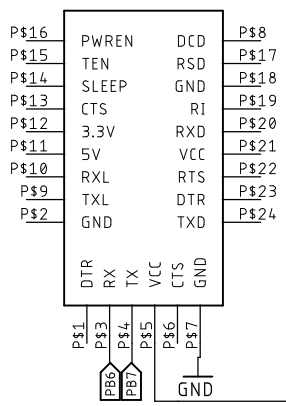 P$16 PWREN DCD P$8
P$15 TEN RSD P$17
P$14 SLEEP GND P$18
P$13 CTS RI P$19
P$12 3.3V RXD P$20
P$11 5V VCC P$21
P$10 RXL RTS P$22
P$9 TXL DTR P$23
P$2 GND TXD P$24
DTR RX TX VCC CTS GND
P$1 P$3 P$4 P$5 P$6 P$7
PB6 PB7
GND